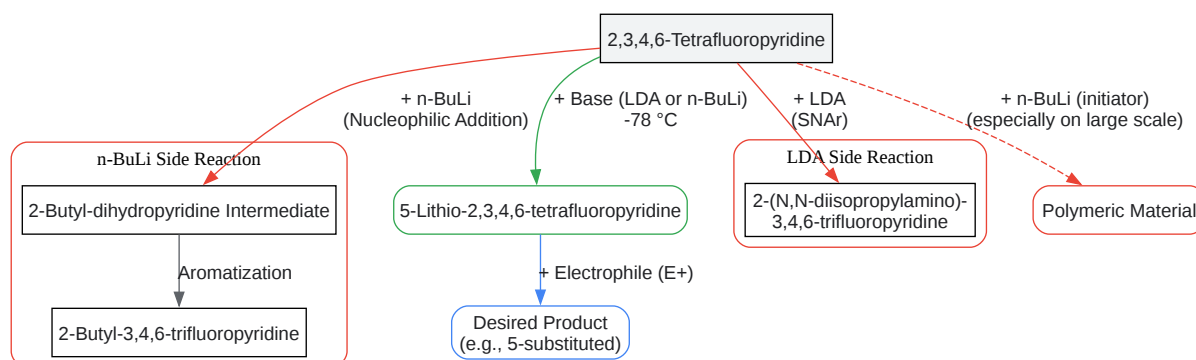 2,3,4,6-Tetrafluoropyridine
+ n-BuLi
(Nucleophilic Addition)
+ Base (LDA or n-BuLi)
-78 °C
+ LDA
(SNAr)
+ n-BuLi (initiator)
(especially on large scale)
n-BuLi Side Reaction
2-Butyl-dihydropyridine Intermediate
5-Lithio-2,3,4,6-tetrafluoropyridine
LDA Side Reaction
2-(N,N-diisopropylamino)-
3,4,6-trifluoropyridine
Polymeric Material
Aromatization
+ Electrophile (E+)
2-Butyl-3,4,6-trifluoropyridine
Desired Product
(e.g., 5-substituted)